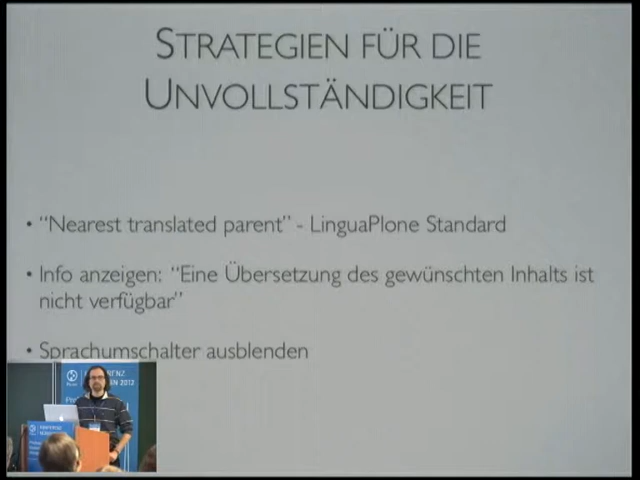 STRATEGIEN FÜR DIE
UNVOLLSTÄNDIGKEIT
• “Nearest translated parent” - LinguaPlone Standard
• Info anzeigen: “Eine Übersetzung des gewünschten Inhalts ist
nicht verfügbar”
• Sprachumschalter ausblenden
2012